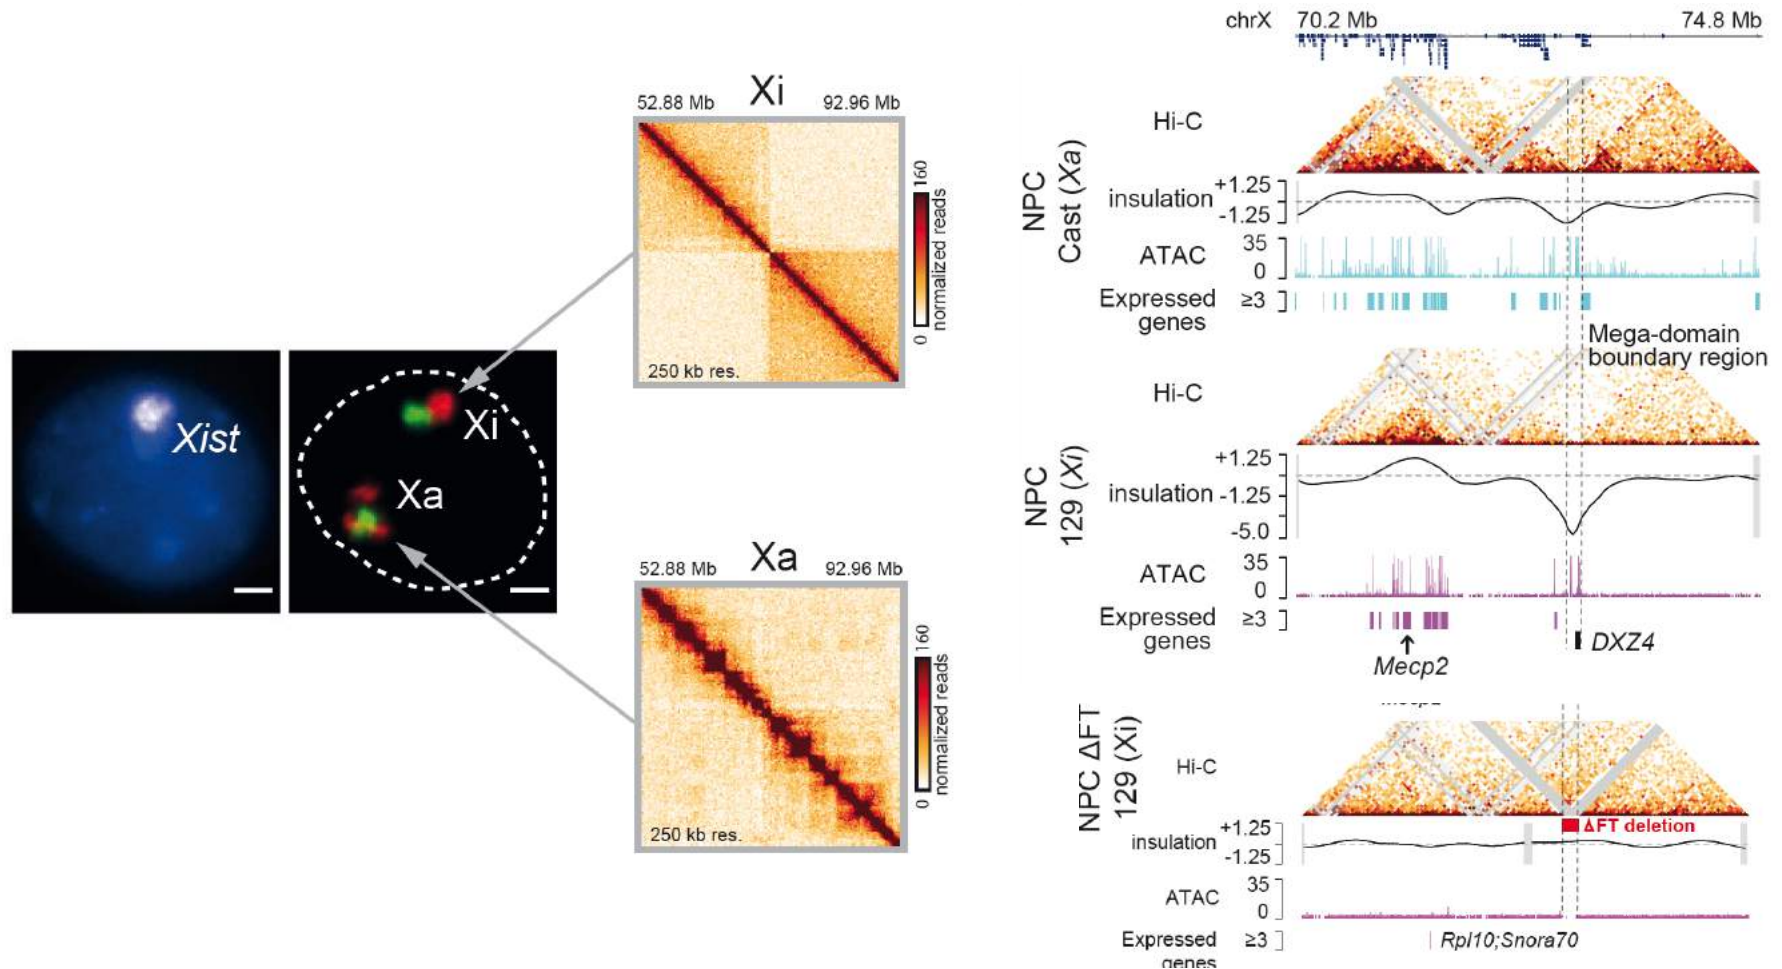 Xist
Xi
Xa
Xi
52.88 Mb
92.96 Mb
250 kb res.
0
160
normalized reads
Xa
52.88 Mb
92.96 Mb
250 kb res.
0
160
normalized reads
chrX
70.2 Mb
74.8 Mb
NPC
Cast (Xa)
Hi-C
insulation
+1.25
-1.25
ATAC
35
0
Expressed
genes
≥3
Mega-domain
boundary region
NPC
129 (Xi)
Hi-C
insulation
+1.25
-1.25
-5.0
ATAC
35
0
Expressed
genes
≥3
Mecp2
DXZ4
NPC ΔFT
129 (Xi)
Hi-C
ΔFT deletion
insulation
+1.25
-1.25
ATAC
35
0
Expressed
genes
≥3
Rpl10;Snora70